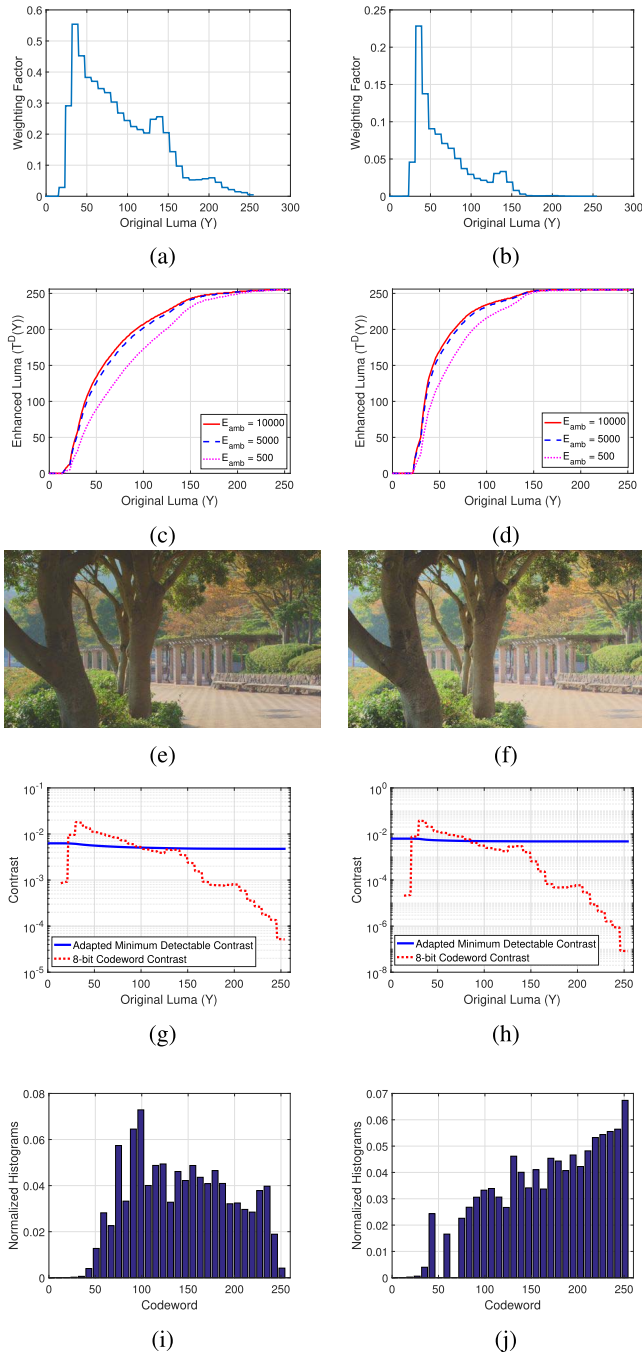 0.6
0.5
0.4
0.3
0.2
0.1
0
0 50 100 150 200 250 300
Weighting Factor
Original Luma (Y)
(a)
0.25
0.2
0.15
0.1
0.05
0
0 50 100 150 200 250 300
Weighting Factor
Original Luma (Y)
(b)
250
200
150
100
50
0
0 50 100 150 200 250
Enhanced Luma (T^D(Y))
Original Luma (Y)
E_amb = 10000
E_amb = 5000
E_amb = 500
(c)
250
200
150
100
50
0
0 50 100 150 200 250
Enhanced Luma (T^D(Y))
Original Luma (Y)
E_amb = 10000
E_amb = 5000
E_amb = 500
(d)
(e)
(f)
10^-1
10^-2
10^-3
10^-4
10^-5
0 50 100 150 200 250
Contrast
Original Luma (Y)
Adapted Minimum Detectable Contrast
8-bit Codeword Contrast
(g)
10^0
10^-2
10^-4
10^-6
10^-8
0 50 100 150 200 250
Contrast
Original Luma (Y)
Adapted Minimum Detectable Contrast
8-bit Codeword Contrast
(h)
0.08
0.06
0.04
0.02
0
0 50 100 150 200 250
Normalized Histograms
Codeword
(i)
0.07
0.06
0.05
0.04
0.03
0.02
0.01
0
0 50 100 150 200 250
Normalized Histograms
Codeword
(j)